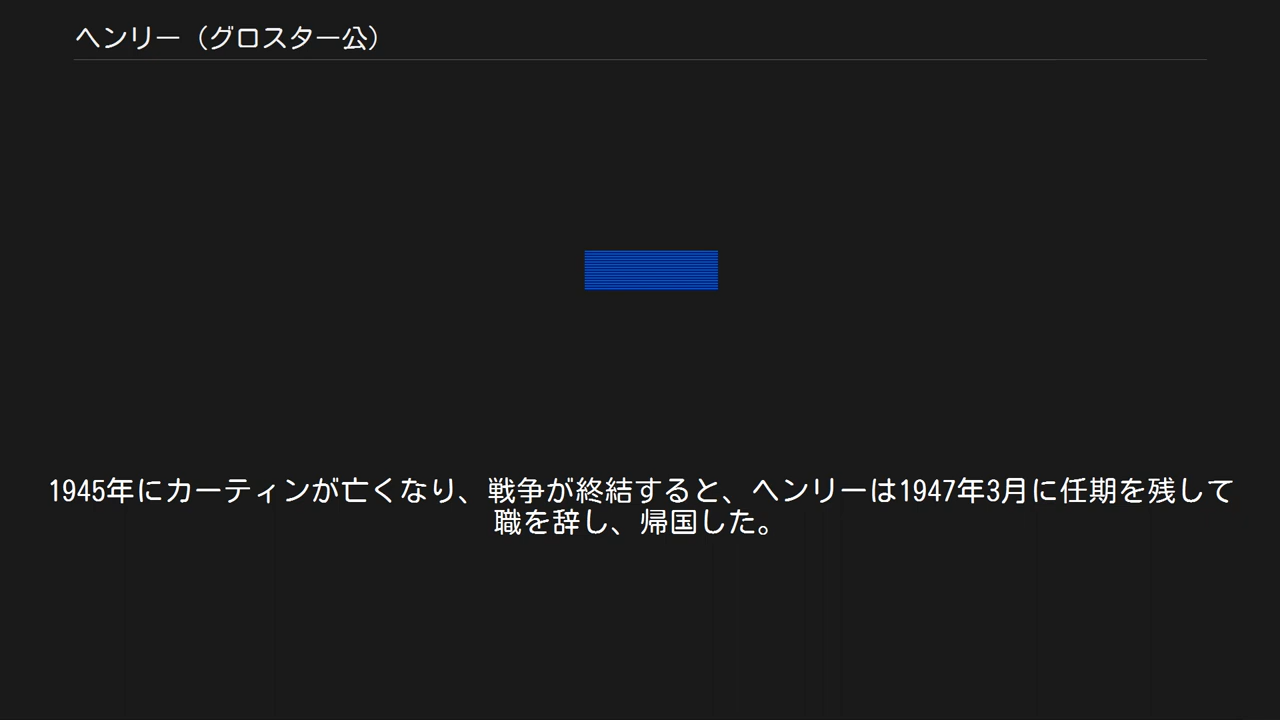 ヘンリー（グロスター公）
1945年にカーティンが亡くなり、戦争が終結すると、ヘンリーは1947年3月に任期を残して
職を辞し、帰国した。